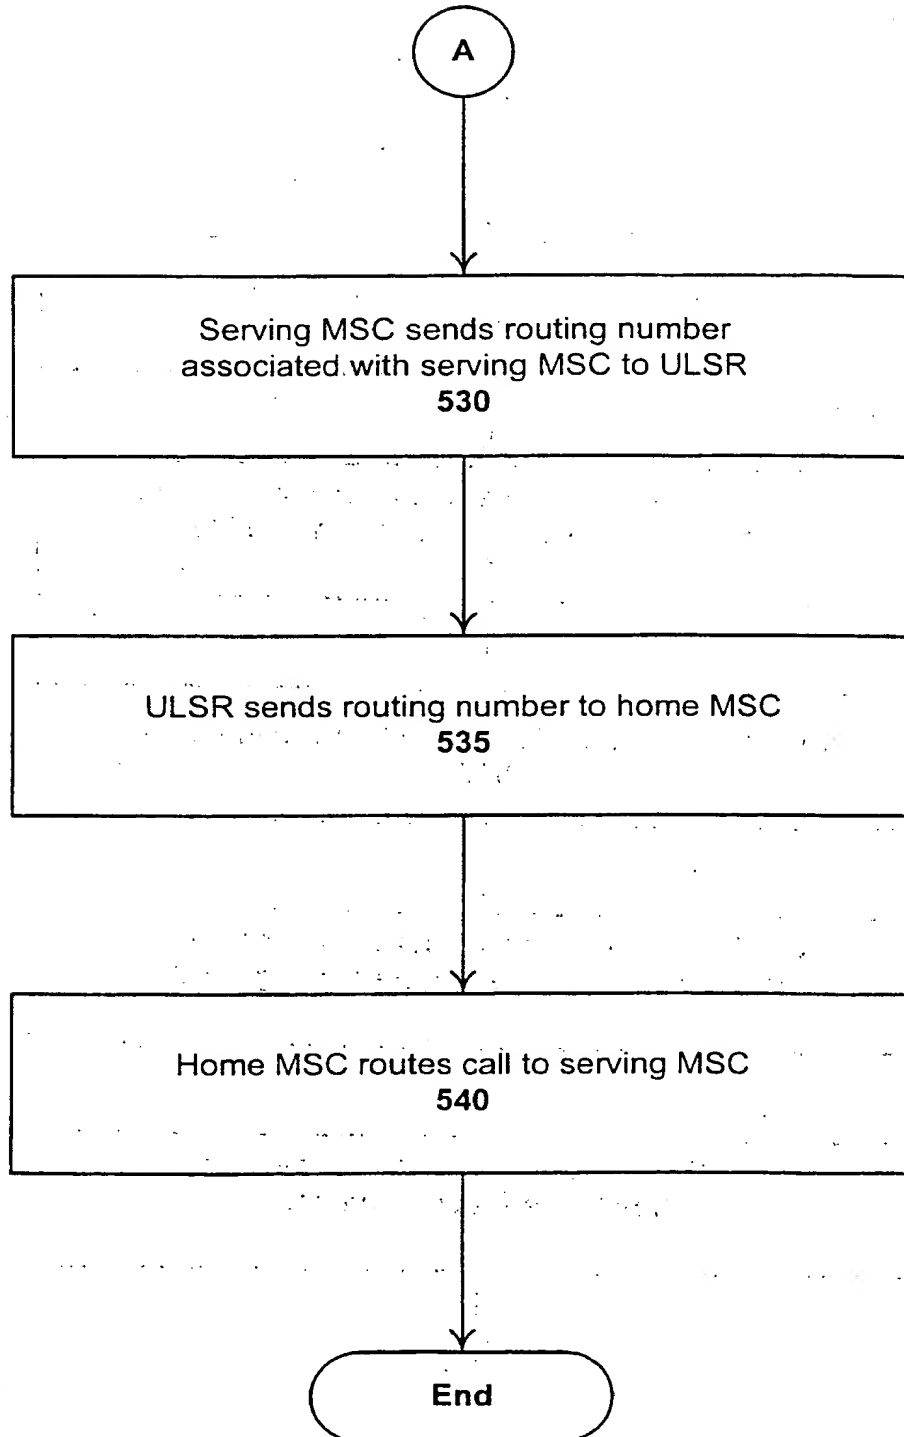 A
Serving MSC sends routing number
associated with serving MSC to ULSR
530
ULSR sends routing number to home MSC
535
Home MSC routes call to serving MSC
540
End